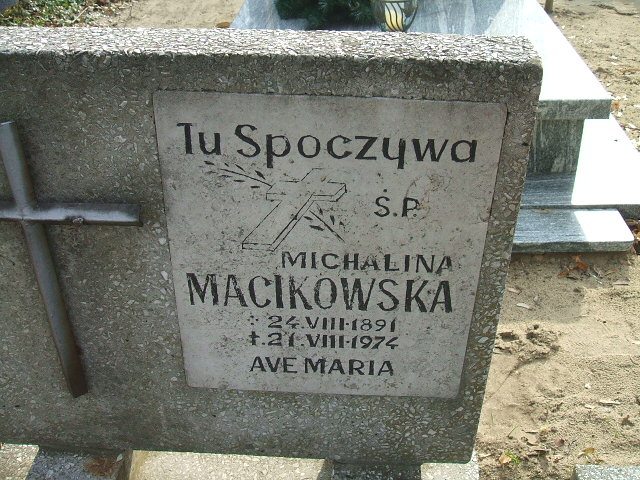 Tu Spoczywa
Ś.P.
MICHALINA
MACIKOWSKA
24.VIII.1891
✝.21.VIII.1974
AVE MARIA